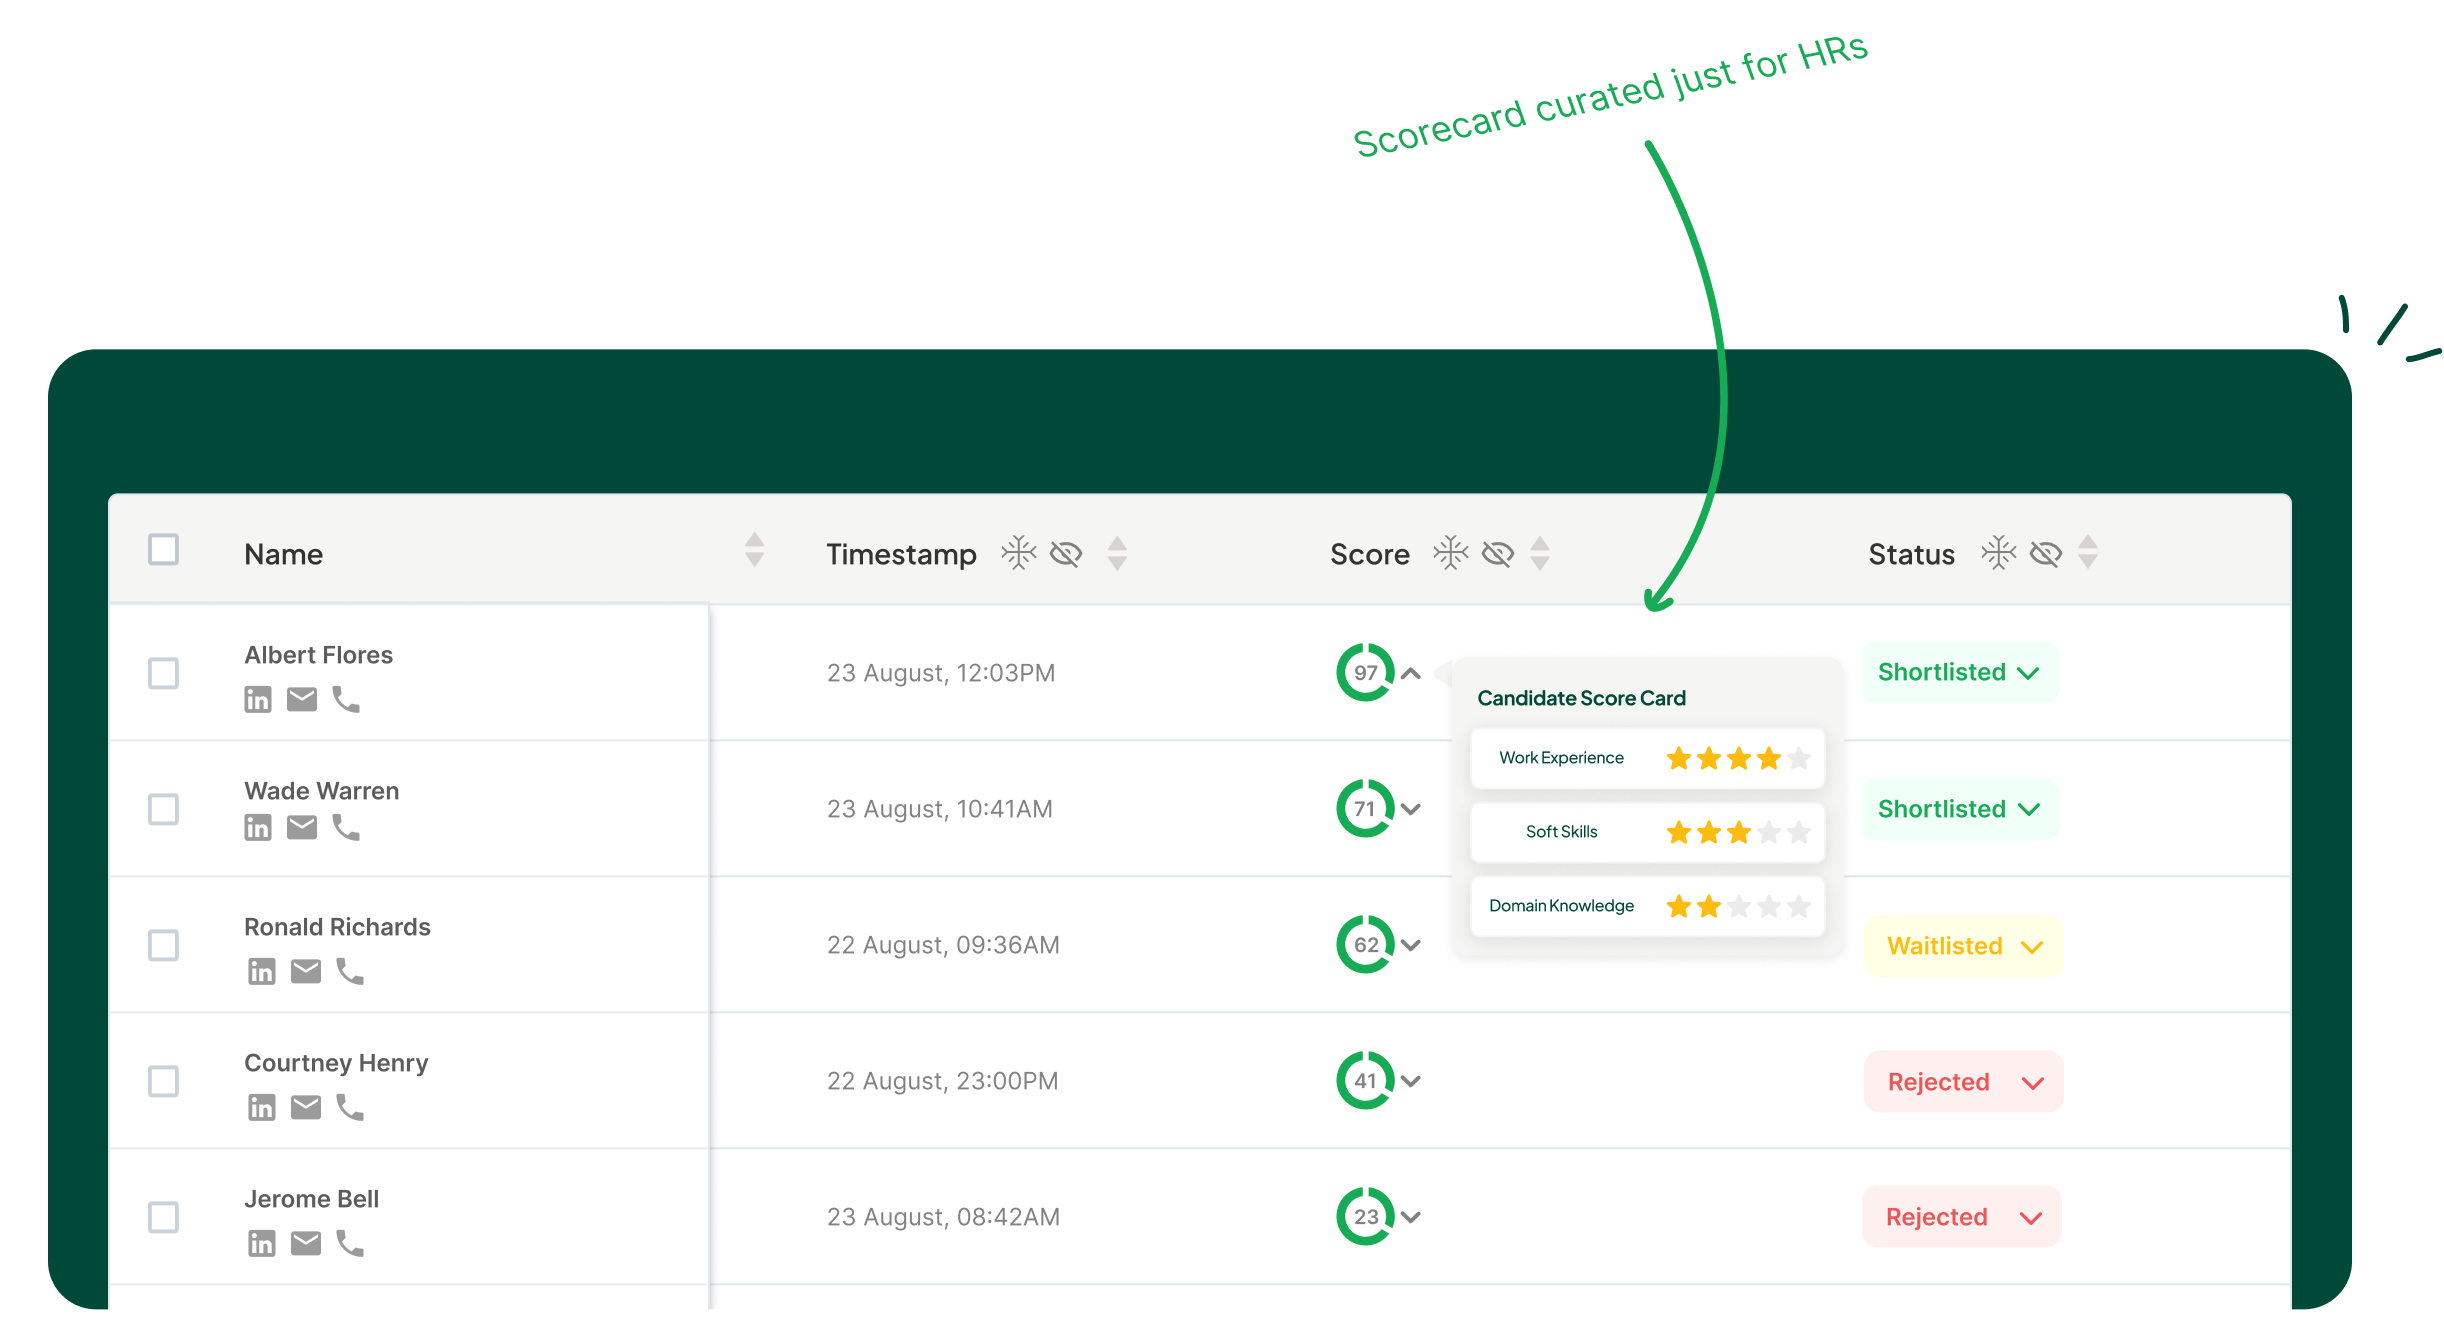 Scorecard curated just for HRs
Name Timestamp Score Status
Albert Flores
23 August, 12:03PM 97 Shortlisted
Candidate Score Card
Work Experience
Wade Warren
23 August, 10:41AM 71 Shortlisted
Soft Skills
Domain Knowledge
Ronald Richards
22 August, 09:36AM 62 Waitlisted
Courtney Henry
22 August, 23:00PM 41 Rejected
Jerome Bell
23 August, 08:42AM 23 Rejected